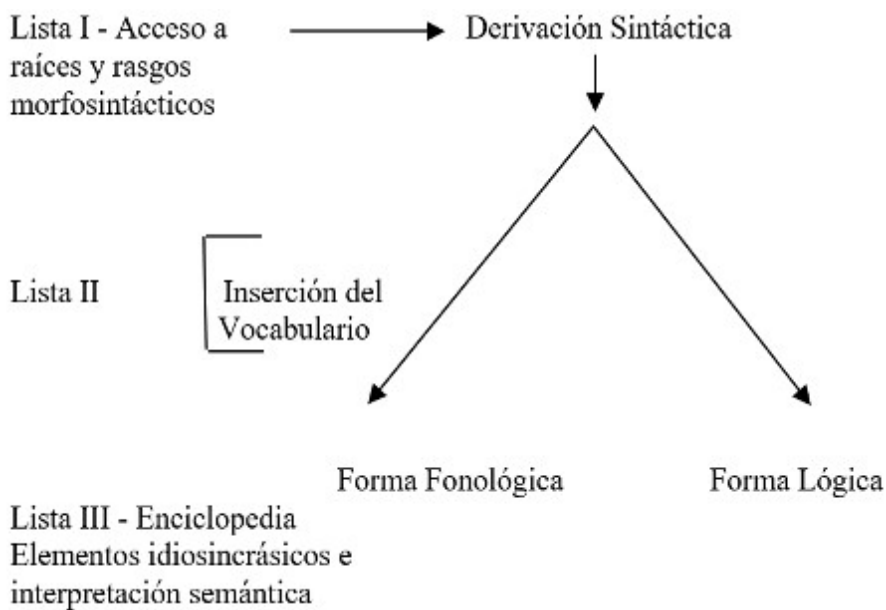 Lista I - Acceso a
raíces y rasgos
morfosintácticos
Derivación Sintáctica
Lista II
Inserción del
Vocabulario
Forma Fonológica
Forma Lógica
Lista III - Enciclopedia
Elementos idiosincrásicos e
interpretación semántica